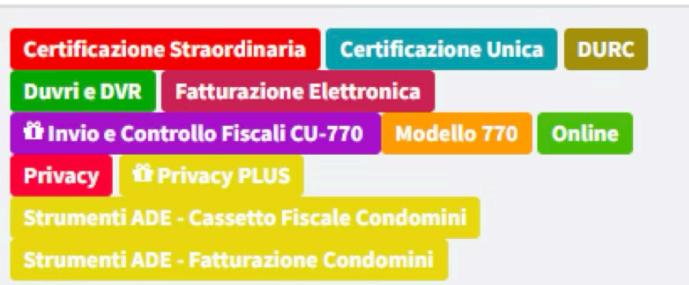 Certificazione Straordinaria Certificazione Unica DURC
Duvri e DVR Fatturazione Elettronica
Invio e Controllo Fiscali CU-770 Modello 770 Online
Privacy Privacy PLUS
Strumenti ADE - Cassetto Fiscale Condomini
Strumenti ADE - Fatturazione Condomini